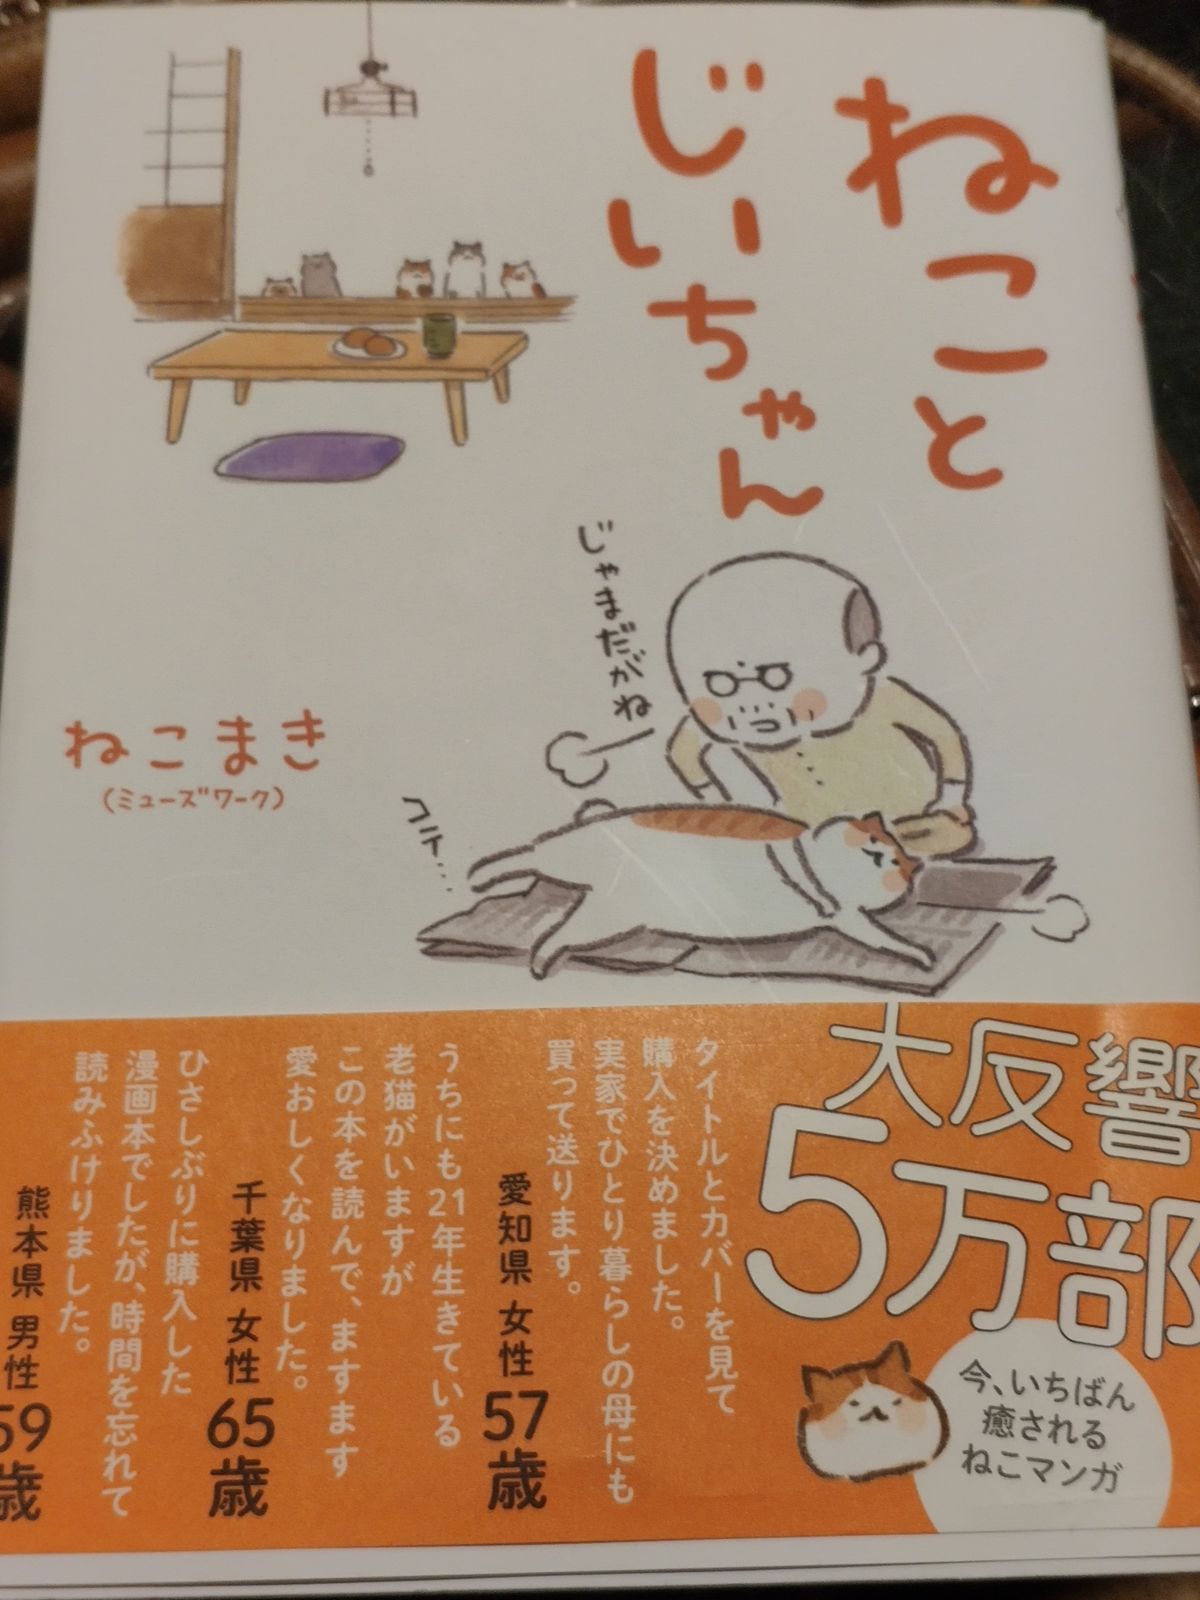 ねこと
じいちゃん
じゃまだがね
コテ…
ねこまき
(ミューズワーク)
大反響
5万部
今、いちばん
癒される
ねこマンガ
タイトルとカバーを見て
購入を決めました。
実家でひとり暮らしの母にも
買って送ります。
愛知県 女性 57歳
うちにも21年生きている
老猫がいますが
この本を読んで、ますます
愛おしくなりました。
千葉県 女性 65歳
ひさしぶりに購入した
漫画本でしたが、時間を忘れて
読みふけりました。
熊本県 男性 59歳